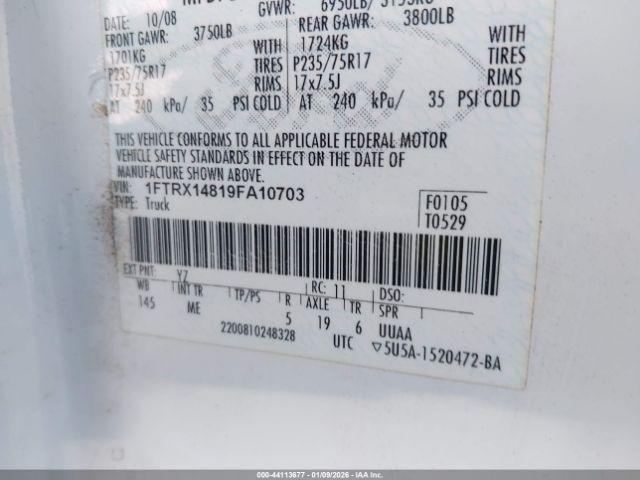 DATE: 10/08 GVWR: 6950LB/
FRONT GAWR: 3750LB REAR GAWR: 3800LB
1701KG WITH 1724KG WITH
P235/75R17 TIRES P235/75R17 TIRES
17x7.5J RIMS 17x7.5J RIMS
AT 240 kPa/ 35 PSI COLD AT 240 kPa/ 35 PSI COLD
THIS VEHICLE CONFORMS TO ALL APPLICABLE FEDERAL MOTOR
VEHICLE SAFETY STANDARDS IN EFFECT ON THE DATE OF
MANUFACTURE SHOWN ABOVE.
VIN: 1FTRX14819FA10703
TYPE: Truck
F0105
T0529
EXT PNT: YZ RC: 11 DSO:
WB INT TR TP/PS R AXLE TR SPR
145 ME 5 19 6 UUAA
2200810248328 UTC ▽5U5A-1520472-BA
000-44113677 - 01/09/2026 - IAA.com